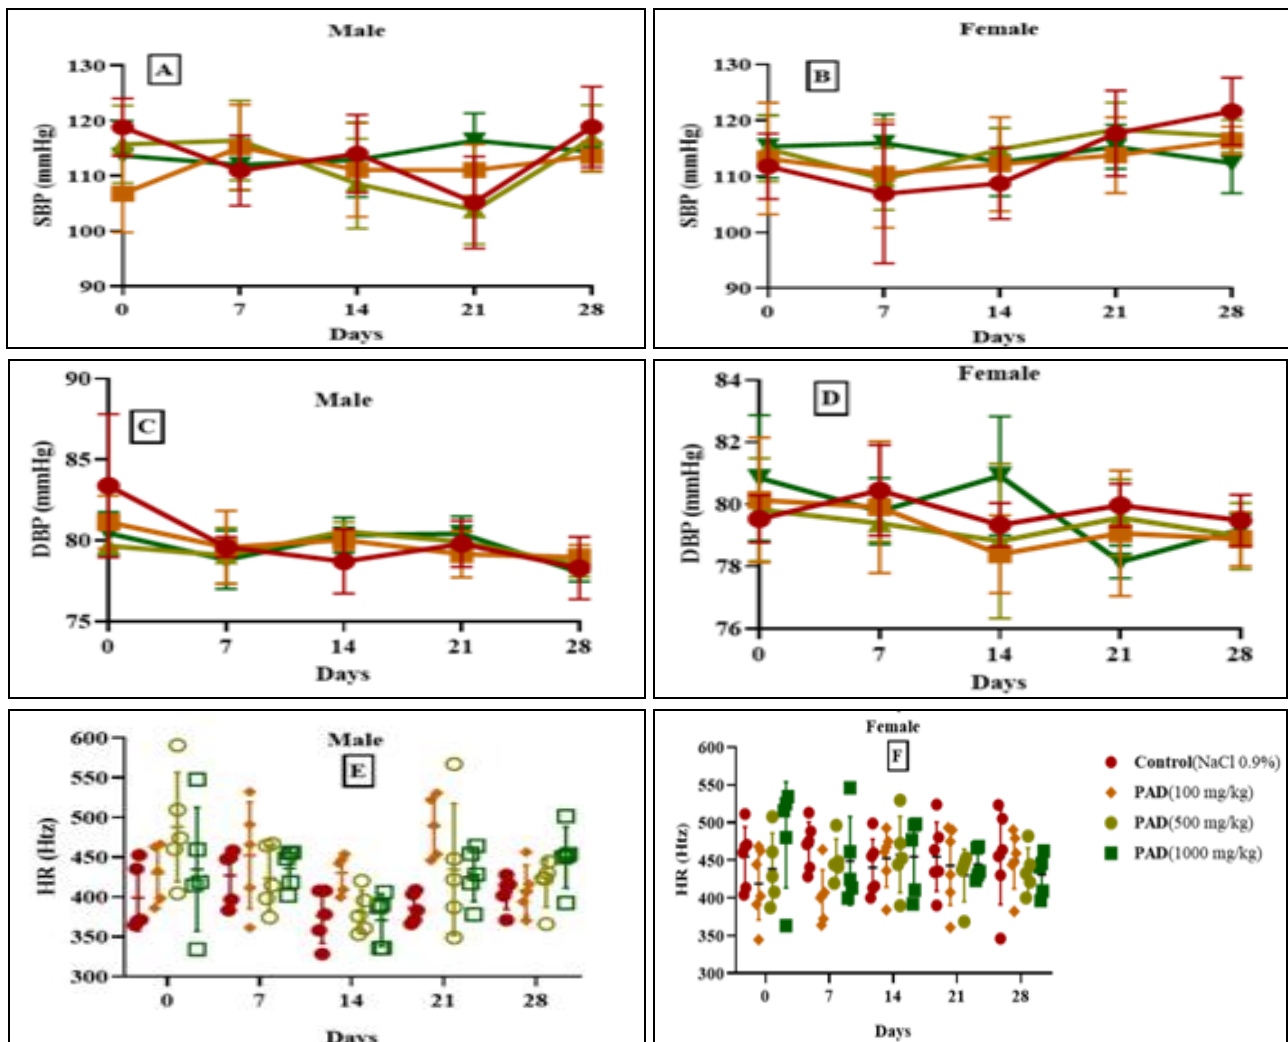 Male
A
130
120
110
100
90
SBP (mmHg)
0 7 14 21 28
Days
Female
B
130
120
110
100
90
SBP (mmHg)
0 7 14 21 28
Days
Male
C
90
85
80
75
DBP (mmHg)
0 7 14 21 28
Days
Female
D
84
82
80
78
76
DBP (mmHg)
0 7 14 21 28
Days
Male
E
600
550
500
450
400
350
300
HR (Htz)
0 7 14 21 28
Days
Female
F
600
550
500
450
400
350
300
HR (Htz)
0 7 14 21 28
Days
Control(NaCl 0.9%)
PAD(100 mg/kg)
PAD(500 mg/kg)
PAD(1000 mg/kg)